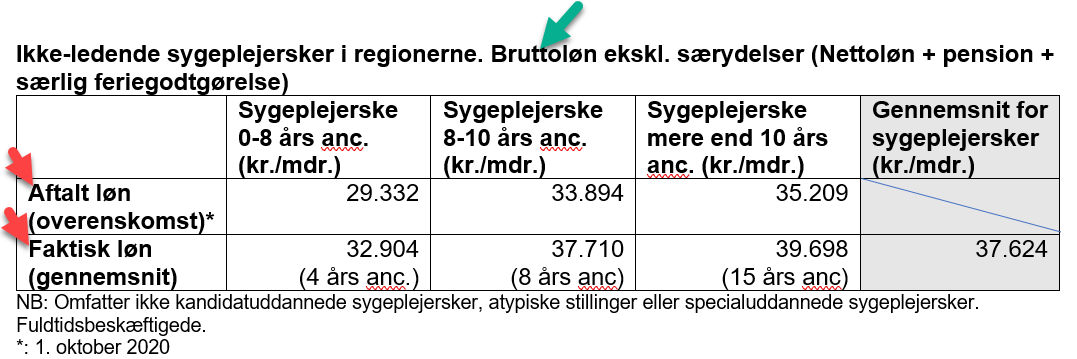 Ikke-ledende sygeplejersker i regionerne. Bruttoløn ekskl. særydelser (Nettoløn + pension +
særlig feriegodtgørelse)
Sygeplejerske
0-8 års anc.
(kr./mdr.)
Sygeplejerske
8-10 års anc.
(kr./mdr.)
Sygeplejerske
mere end 10 års
anc. (kr./mdr.)
Gennemsnit for
sygeplejersker
(kr./mdr.)
Aftalt løn
(overenskomst)*
29.332
33.894
35.209
Faktisk løn
(gennemsnit)
32.904
(4 års anc.)
37.710
(8 års anc)
39.698
(15 års anc)
37.624
NB: Omfatter ikke kandidatuddannede sygeplejersker, atypiske stillinger eller specialuddannede sygeplejersker.
Fuldtidsbeskæftigede.
*: 1. oktober 2020